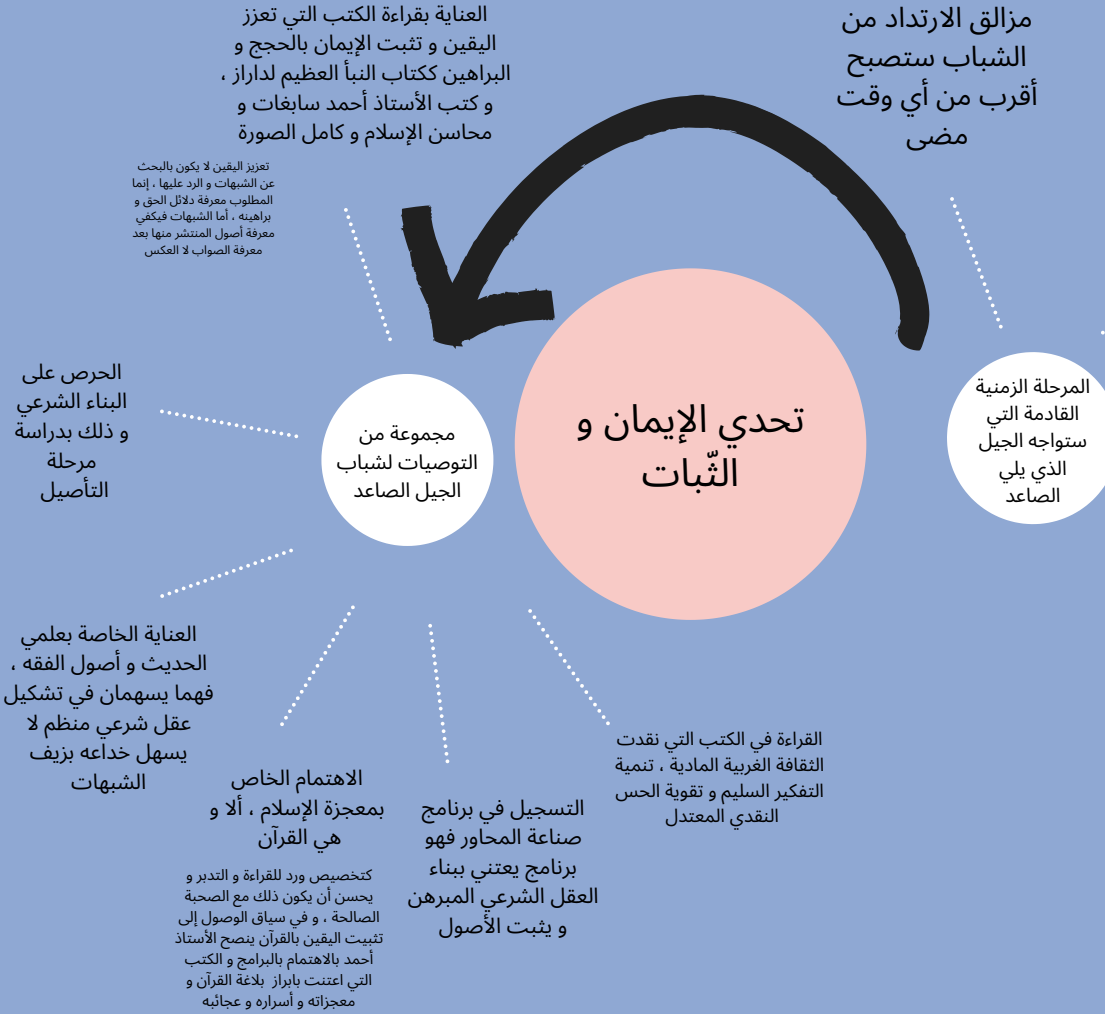 مزالق الارتداد من
الشباب ستصبح
أقرب من أي وقت
مضى
المرحلة الزمنية
القادمة التي
ستواجه الجيل
الذي يلي
الصاعد
تحدي الإيمان و
الثّبات
مجموعة من
التوصيات لشباب
الجيل الصاعد
العناية بقراءة الكتب التي تعزز
اليقين و تثبت الإيمان بالحجج و
البراهين ككتاب النبأ العظيم لداراز ،
و كتب الأستاذ أحمد سابغات و
محاسن الإسلام و كامل الصورة
تعزيز اليقين لا يكون بالبحث
عن الشبهات و الرد عليها ، إنما
المطلوب معرفة دلائل الحق و
براهينه ، أما الشبهات فيكفي
معرفة أصول المنتشر منها بعد
معرفة الصواب لا العكس
الحرص على
البناء الشرعي
و ذلك بدراسة
مرحلة
التأصيل
العناية الخاصة بعلمي
الحديث و أصول الفقه ،
فهما يسهمان في تشكيل
عقل شرعي منظم لا
يسهل خداعه بزيف
الشبهات
الاهتمام الخاص
بمعجزة الإسلام ، ألا و
هي القرآن
كتخصيص ورد للقراءة و التدبر و
يحسن أن يكون ذلك مع الصحبة
الصالحة ، و في سياق الوصول إلى
تثبيت اليقين بالقرآن ينصح الأستاذ
أحمد بالاهتمام بالبرامج و الكتب
التي اعتنت بابراز بلاغة القرآن و
معجزاته و أسراره و عجائبه
التسجيل في برنامج
صناعة المحاور فهو
برنامج يعتني ببناء
العقل الشرعي المبرهن
و يثبت الأصول
القراءة في الكتب التي نقدت
الثقافة الغربية المادية ، تنمية
التفكير السليم و تقوية الحس
النقدي المعتدل